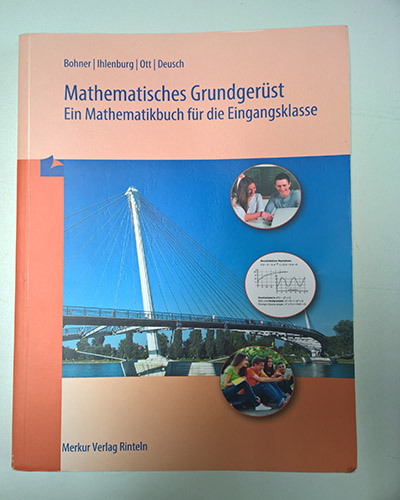 Bohner | Ihlenburg | Ott | Deusch
Mathematisches Grundgerüst
Ein Mathematikbuch für die Eingangsklasse
Merkur Verlag Rinteln